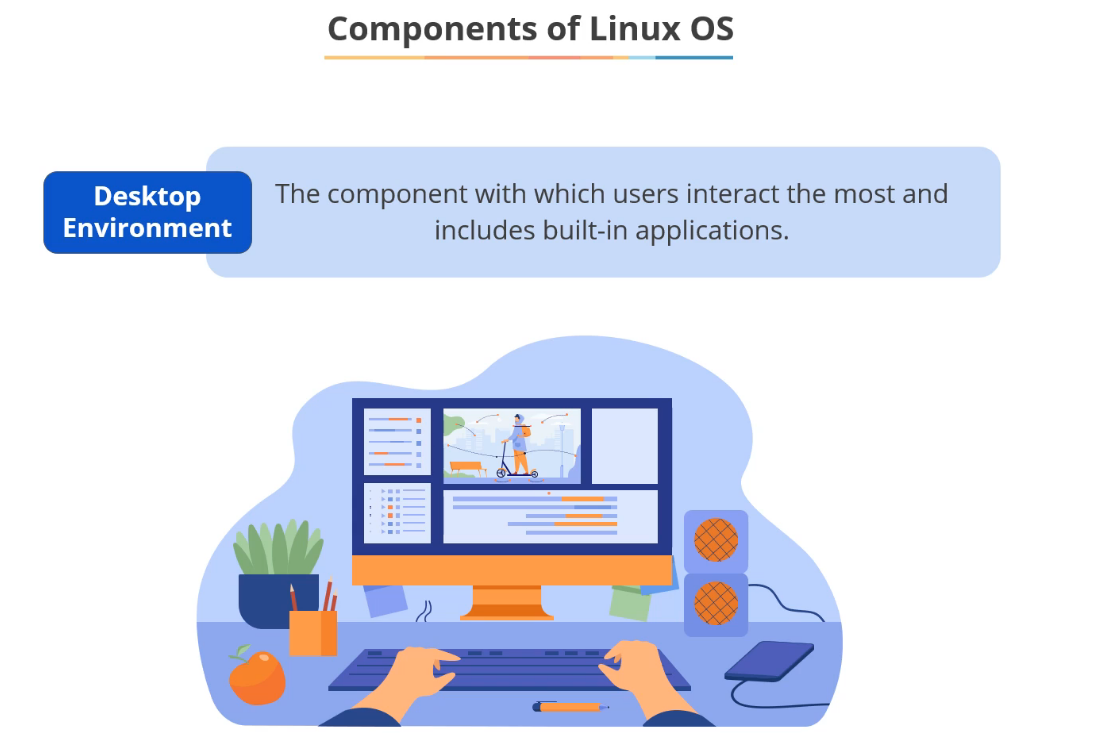 Components of Linux OS
Desktop
Environment
The component with which users interact the most and
includes built-in applications.